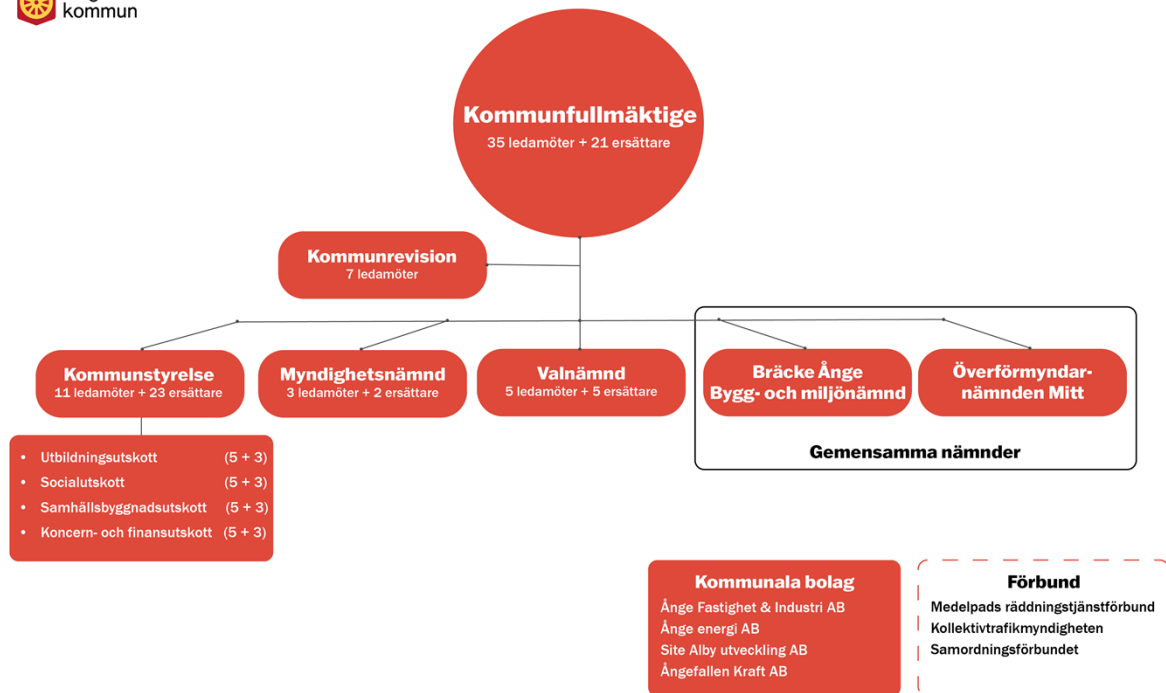 kommun
Kommunfullmäktige
35 ledamöter + 21 ersättare
Kommunrevision
7 ledamöter
Kommunstyrelse
11 ledamöter + 23 ersättare
Myndighetsnämnd
3 ledamöter + 2 ersättare
Valnämnd
5 ledamöter + 5 ersättare
Bräcke Ånge
Bygg- och miljönämnd
Överförmyndar-
nämnden Mitt
Gemensamma nämnder
• Utbildningsutskott (5 + 3)
• Socialutskott (5 + 3)
• Samhällsbyggnadsutskott (5 + 3)
• Koncern- och finansutskott (5 + 3)
Kommunala bolag
Ånge Fastighet & Industri AB
Ånge energi AB
Site Alby utveckling AB
Ångefallen Kraft AB
Förbund
Medelpads räddningstjänstförbund
Kollektivtrafikmyndigheten
Samordningsförbundet